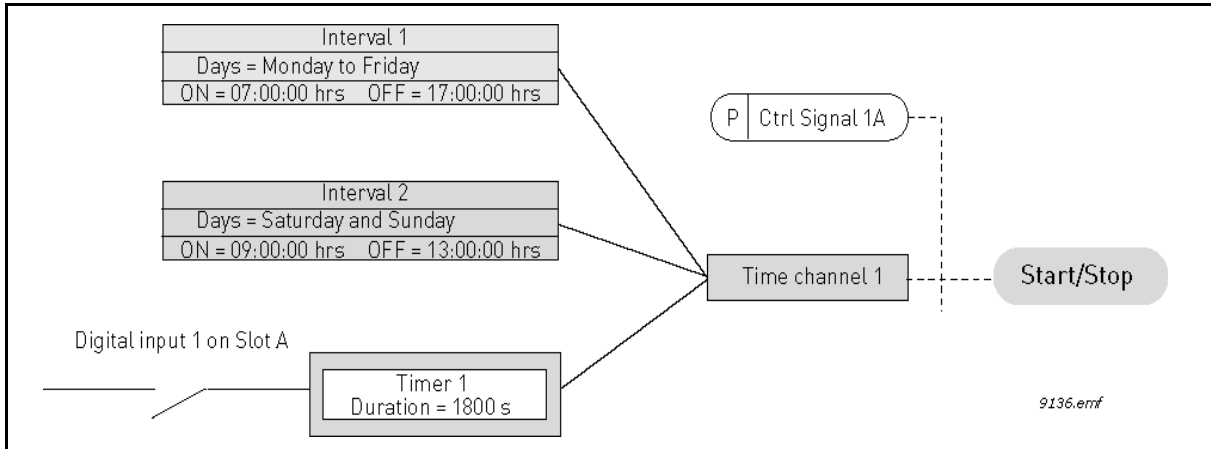 Interval 1
Days = Monday to Friday
ON = 07:00:00 hrs OFF = 17:00:00 hrs
P Ctrl Signal 1A
Interval 2
Days = Saturday and Sunday
ON = 09:00:00 hrs OFF = 13:00:00 hrs
Time channel 1
Start/Stop
Digital input 1 on Slot A
Timer 1
Duration = 1800 s
9136.emf